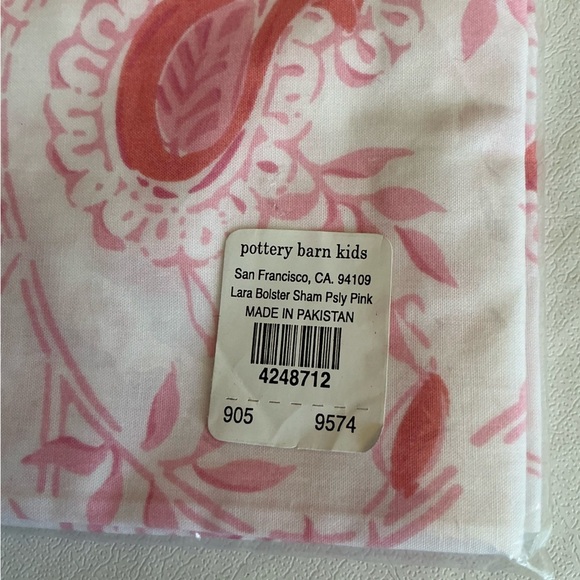 pottery barn kids
San Francisco, CA. 94109
Lara Bolster Sham Psly Pink
MADE IN PAKISTAN
4248712
905 9574